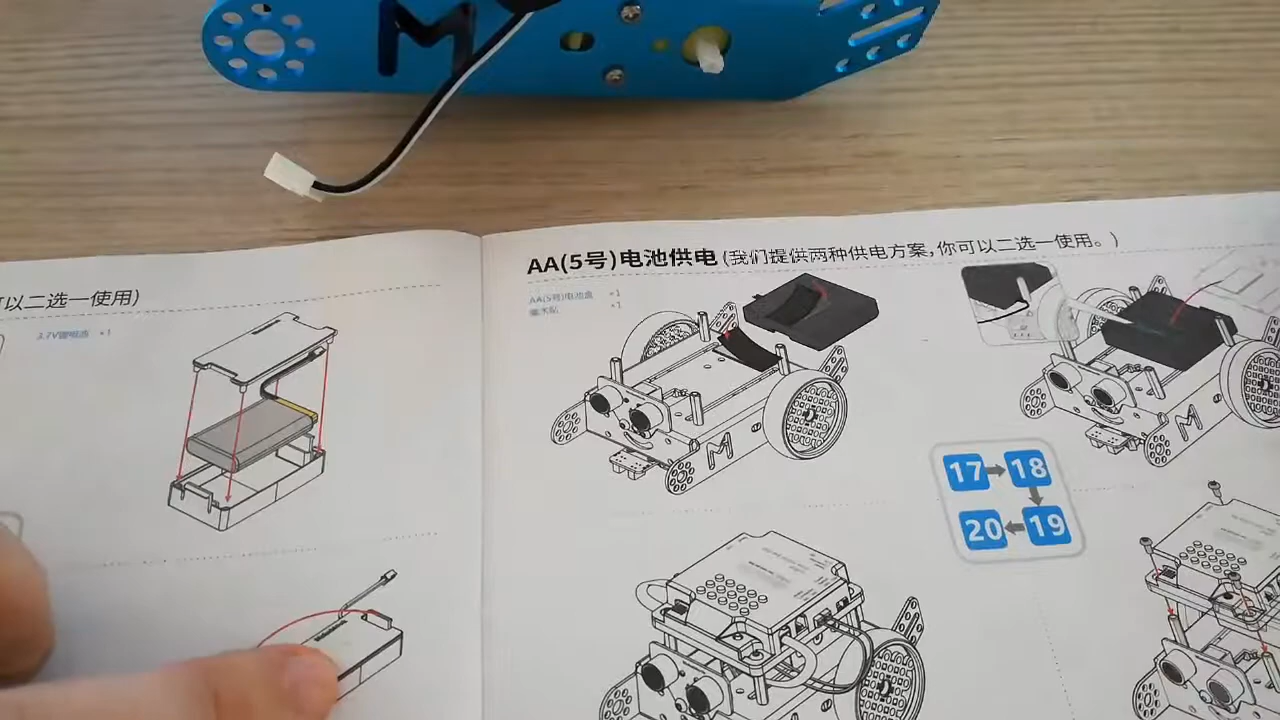 M
可以二选一使用)
3.7V锂电池 ×1
AA(5号)电池供电 (我们提供两种供电方案,你可以二选一使用。)
AA(5号)电池盒 ×1
魔术贴 ×1
M
M
17 18
20 19